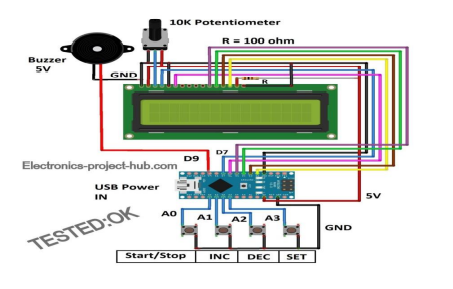 10K Potentiometer
R = 100 ohm
Buzzer
5V
GND
R
Electronics-project-hub.com
D9
D7
USB Power
IN
5V
A0
A1
A2
A3
GND
TESTED:OK
Start/Stop
INC
DEC
SET